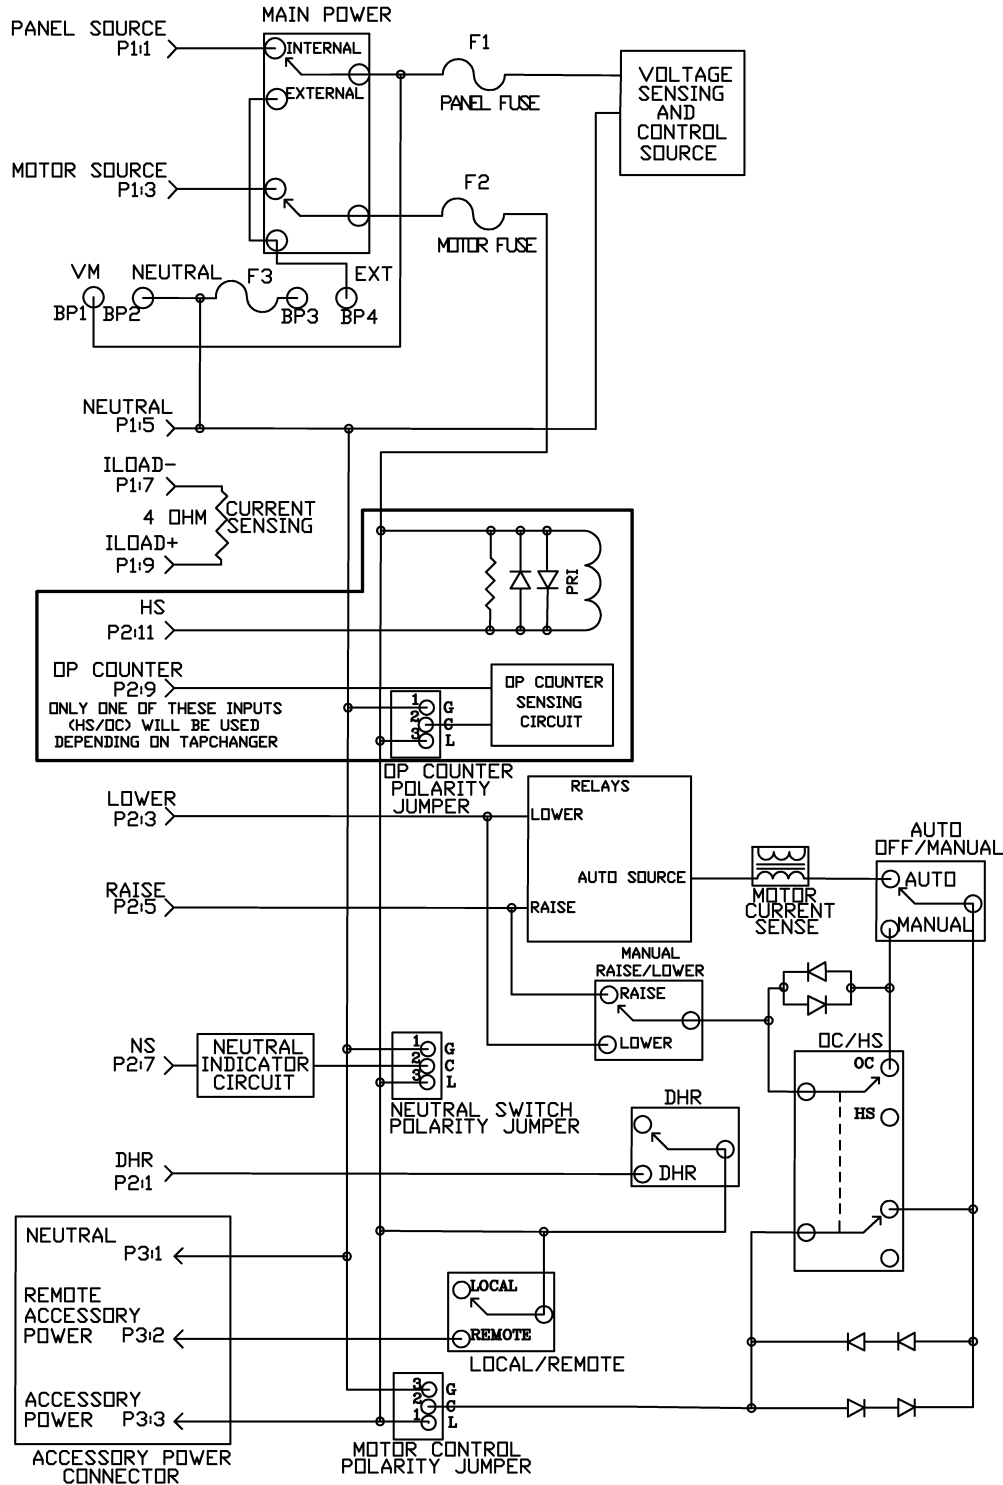 MAIN POWER
PANEL SOURCE
P1:1
INTERNAL
EXTERNAL
F1
PANEL FUSE
VOLTAGE
SENSING
AND
CONTROL
SOURCE
MOTOR SOURCE
P1:3
F2
MOTOR FUSE
VM
NEUTRAL
F3
EXT
BP1
BP2
BP3
BP4
NEUTRAL
P1:5
ILOAD-
P1:7
4 OHM
CURRENT
SENSING
ILOAD+
P1:9
PRI
HS
P2:11
OP COUNTER
P2:9
ONLY ONE OF THESE INPUTS
(HS/OC) WILL BE USED
DEPENDING ON TAPCHANGER
1 G
2 C
3 L
OP COUNTER
SENSING
CIRCUIT
OP COUNTER
POLARITY
JUMPER
LOWER
P2:3
RELAYS
LOWER
AUTO SOURCE
RAISE
RAISE
P2:5
MOTOR
CURRENT
SENSE
AUTO
OFF/MANUAL
AUTO
MANUAL
MANUAL
RAISE/LOWER
RAISE
LOWER
NS
P2:7
NEUTRAL
INDICATOR
CIRCUIT
1 G
2 C
3 L
NEUTRAL SWITCH
POLARITY JUMPER
OC/HS
OC
HS
DHR
DHR
DHR
P2:1
NEUTRAL
P3:1
REMOTE
ACCESSORY
POWER P3:2
ACCESSORY
POWER P3:3
ACCESSORY POWER
CONNECTOR
LOCAL
REMOTE
LOCAL/REMOTE
3 G
2 C
1 L
MOTOR CONTROL
POLARITY JUMPER